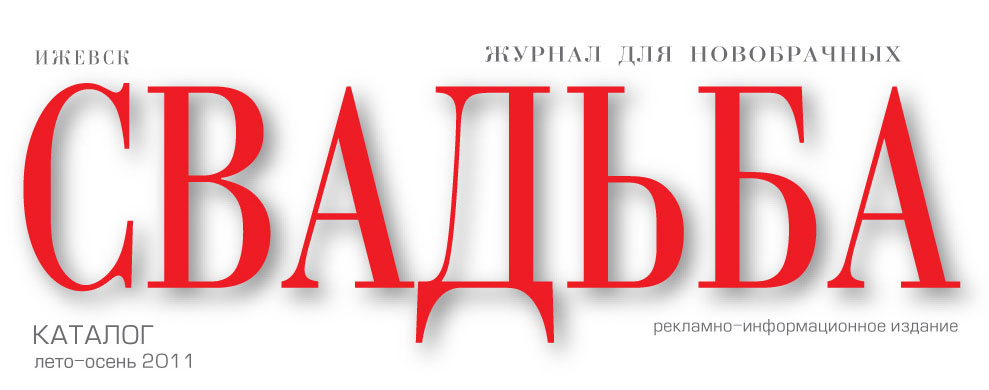 ИЖЕВСК
ЖУРНАЛ ДЛЯ НОВОБРАЧНЫХ
СВАДЬБА
КАТАЛОГ
лето-осень 2011
рекламно-информационное издание